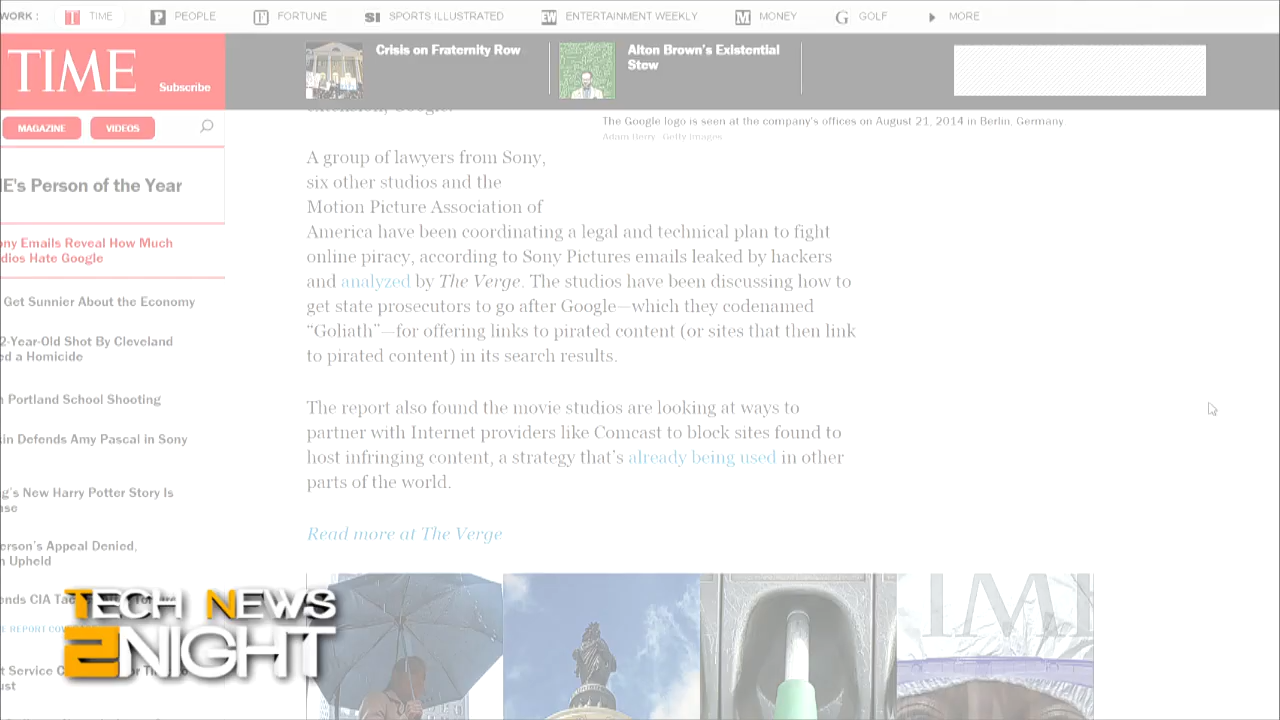 WORK :
TIME
PEOPLE
FORTUNE
SI SPORTS ILLUSTRATED
EW ENTERTAINMENT WEEKLY
MONEY
GOLF
MORE
TIME
Subscribe
Crisis on Fraternity Row
Alton Brown's Existential
Stew
MAGAZINE
VIDEOS
E's Person of the Year
ony Emails Reveal How Much
dios Hate Google
Get Sunnier About the Economy
2-Year-Old Shot By Cleveland
ed a Homicide
n Portland School Shooting
kin Defends Amy Pascal in Sony
g's New Harry Potter Story Is
use
erson's Appeal Denied,
n Upheld
The Google logo is seen at the company's offices on August 21, 2014 in Berlin, Germany.
Adam Berry—Getty Images
A group of lawyers from Sony,
six other studios and the
Motion Picture Association of
America have been coordinating a legal and technical plan to fight
online piracy, according to Sony Pictures emails leaked by hackers
and analyzed by The Verge. The studios have been discussing how to
get state prosecutors to go after Google—which they codenamed
“Goliath”—for offering links to pirated content (or sites that then link
to pirated content) in its search results.
The report also found the movie studios are looking at ways to
partner with Internet providers like Comcast to block sites found to
host infringing content, a strategy that's already being used in other
parts of the world.
Read more at The Verge
TECH NEWS
2NIGHT